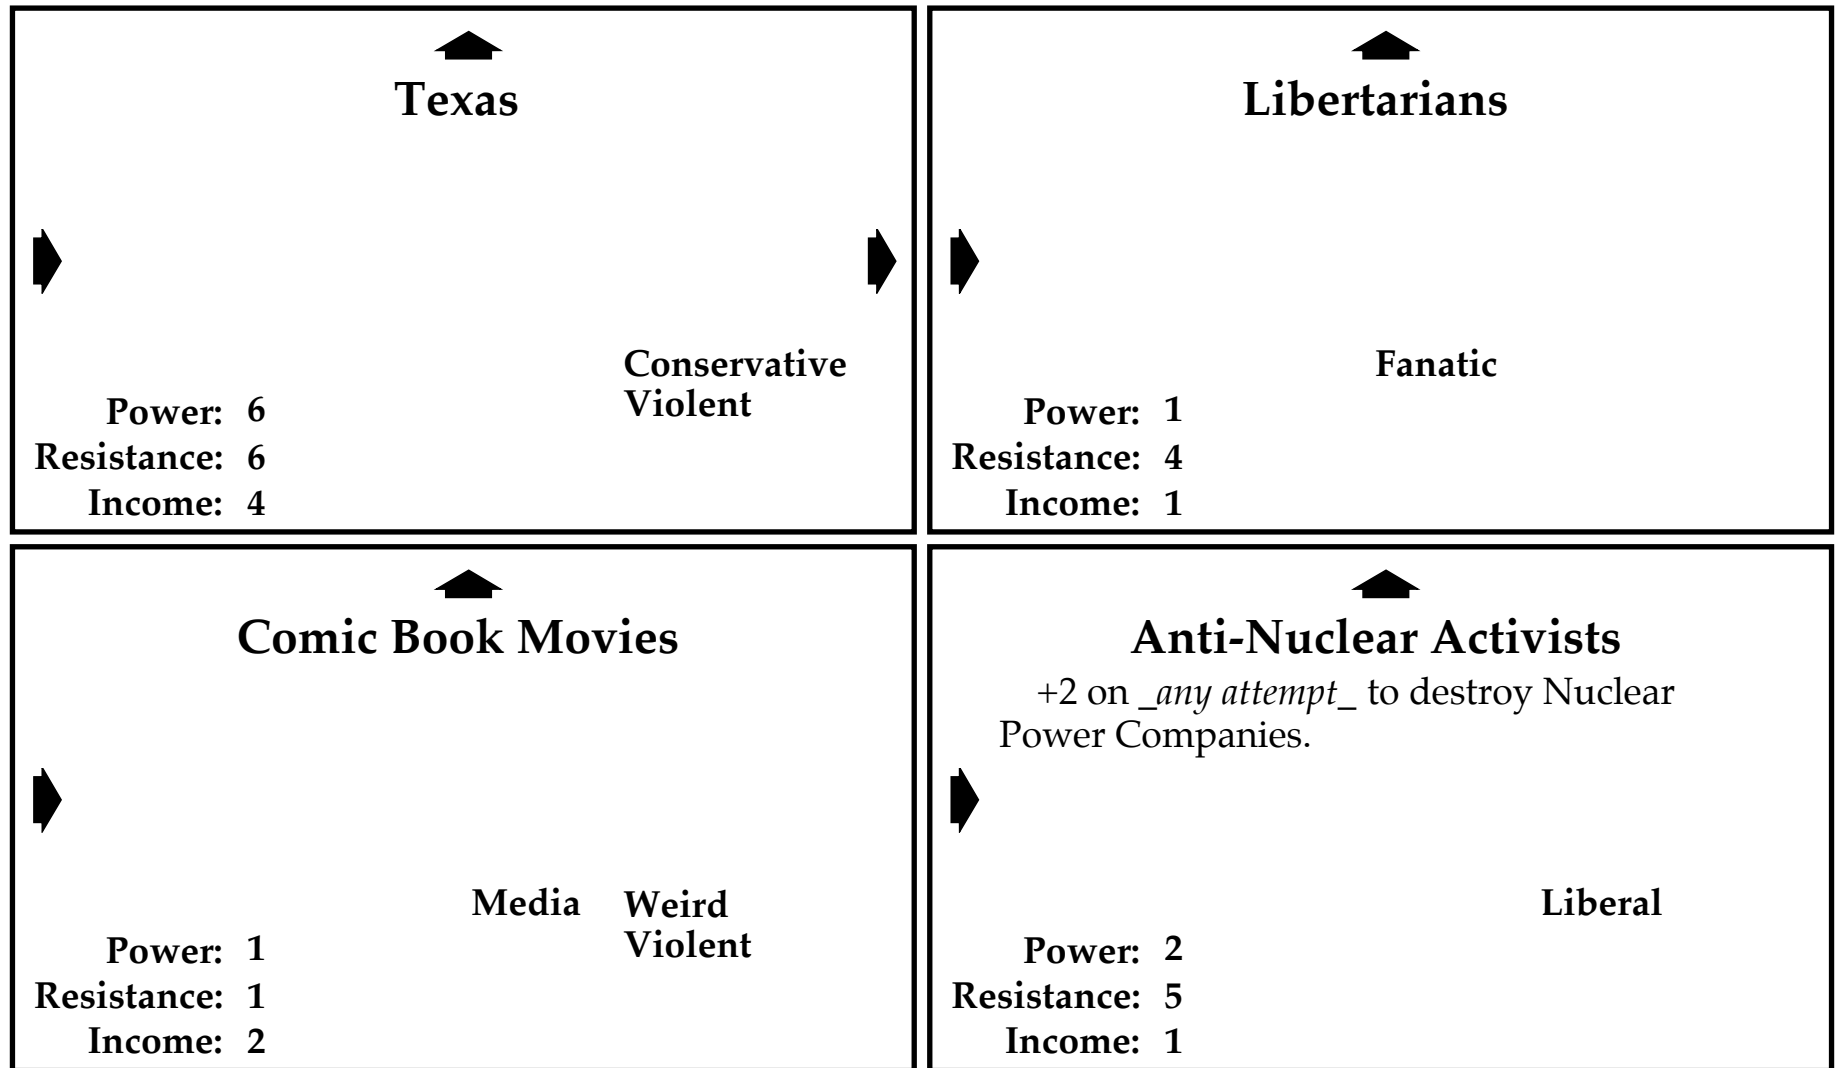 Texas
Conservative
Violent
Power: 6
Resistance: 6
Income: 4
Libertarians
Fanatic
Power: 1
Resistance: 4
Income: 1
Comic Book Movies
Media Weird
Violent
Power: 1
Resistance: 1
Income: 2
Anti-Nuclear Activists
+2 on _any attempt_ to destroy Nuclear
Power Companies.
Liberal
Power: 2
Resistance: 5
Income: 1